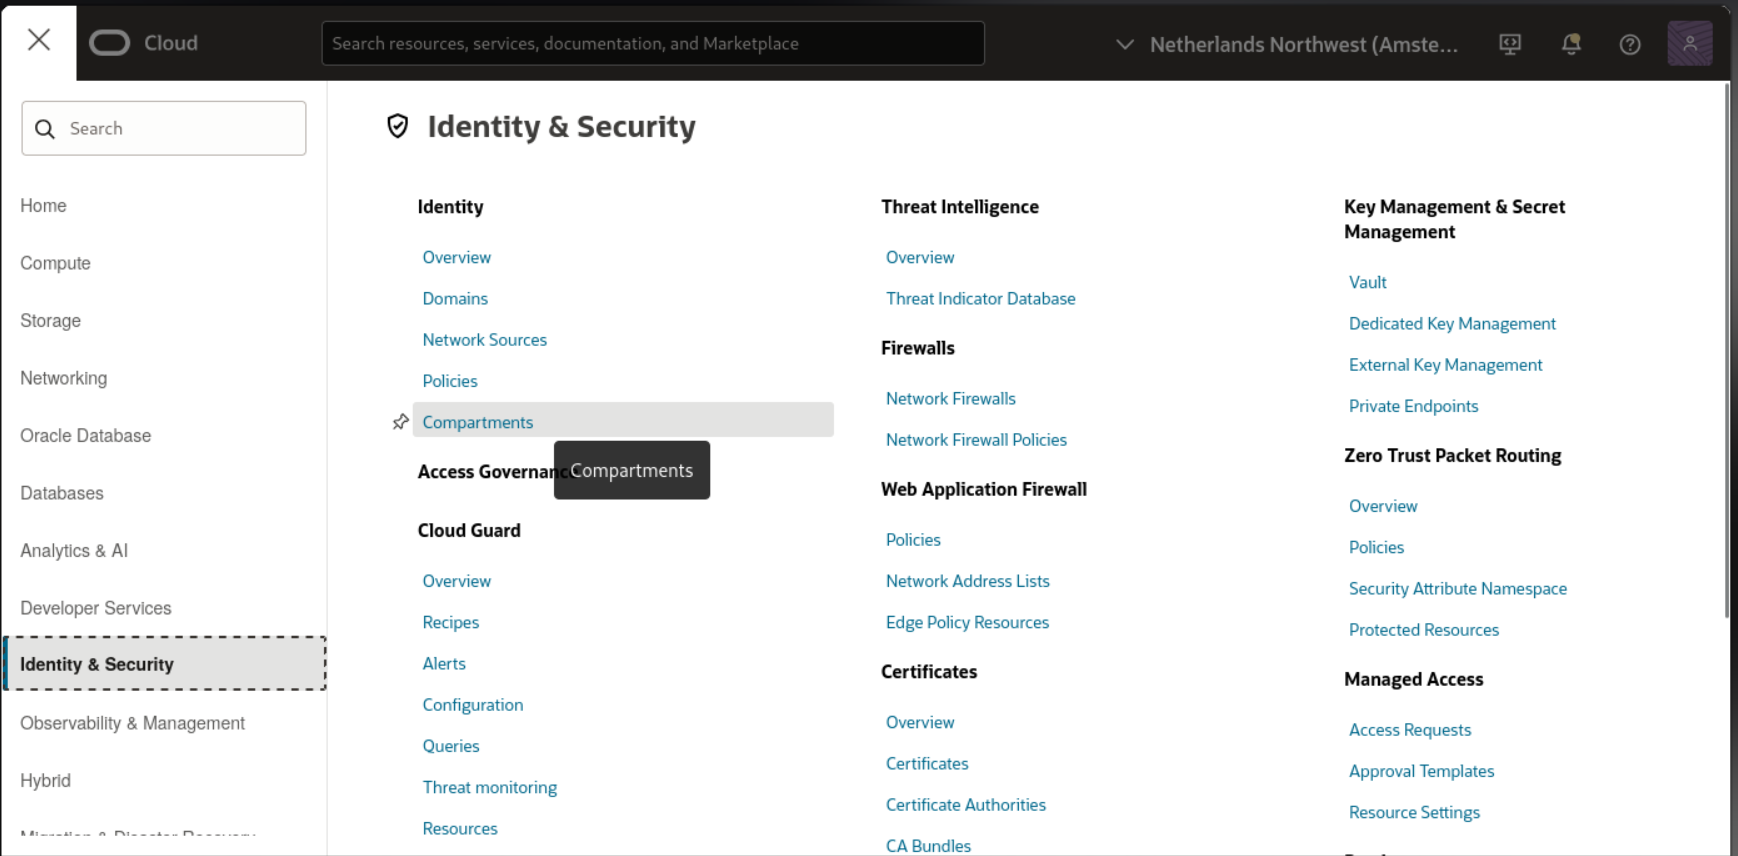 Cloud
Search resources, services, documentation, and Marketplace
Netherlands Northwest (Amste...
Search
Home
Compute
Storage
Networking
Oracle Database
Databases
Analytics & AI
Developer Services
Identity & Security
Observability & Management
Hybrid
Migration & Disaster Recovery
Identity & Security
Identity
Overview
Domains
Network Sources
Policies
Compartments
Access Governanc
Compartments
Cloud Guard
Overview
Recipes
Alerts
Configuration
Queries
Threat monitoring
Resources
Threat Intelligence
Overview
Threat Indicator Database
Firewalls
Network Firewalls
Network Firewall Policies
Web Application Firewall
Policies
Network Address Lists
Edge Policy Resources
Certificates
Overview
Certificates
Certificate Authorities
CA Bundles
Key Management & Secret
Management
Vault
Dedicated Key Management
External Key Management
Private Endpoints
Zero Trust Packet Routing
Overview
Policies
Security Attribute Namespace
Protected Resources
Managed Access
Access Requests
Approval Templates
Resource Settings